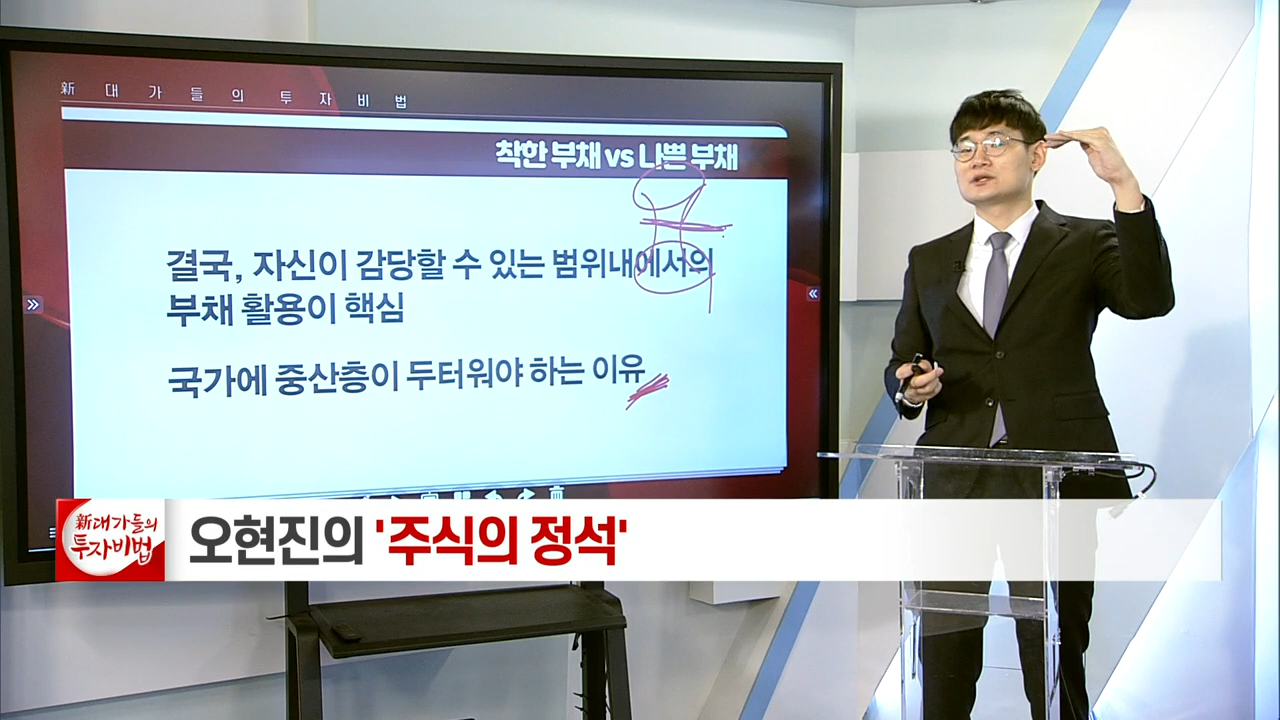 新 대 가 들 의 투 자 비 법
착한 부채 vs 나쁜 부채
결국, 자신이 감당할 수 있는 범위내에서의
부채 활용이 핵심
국가에 중산층이 두터워야 하는 이유
新대가들의
투자비법
오현진의 '주식의 정석'